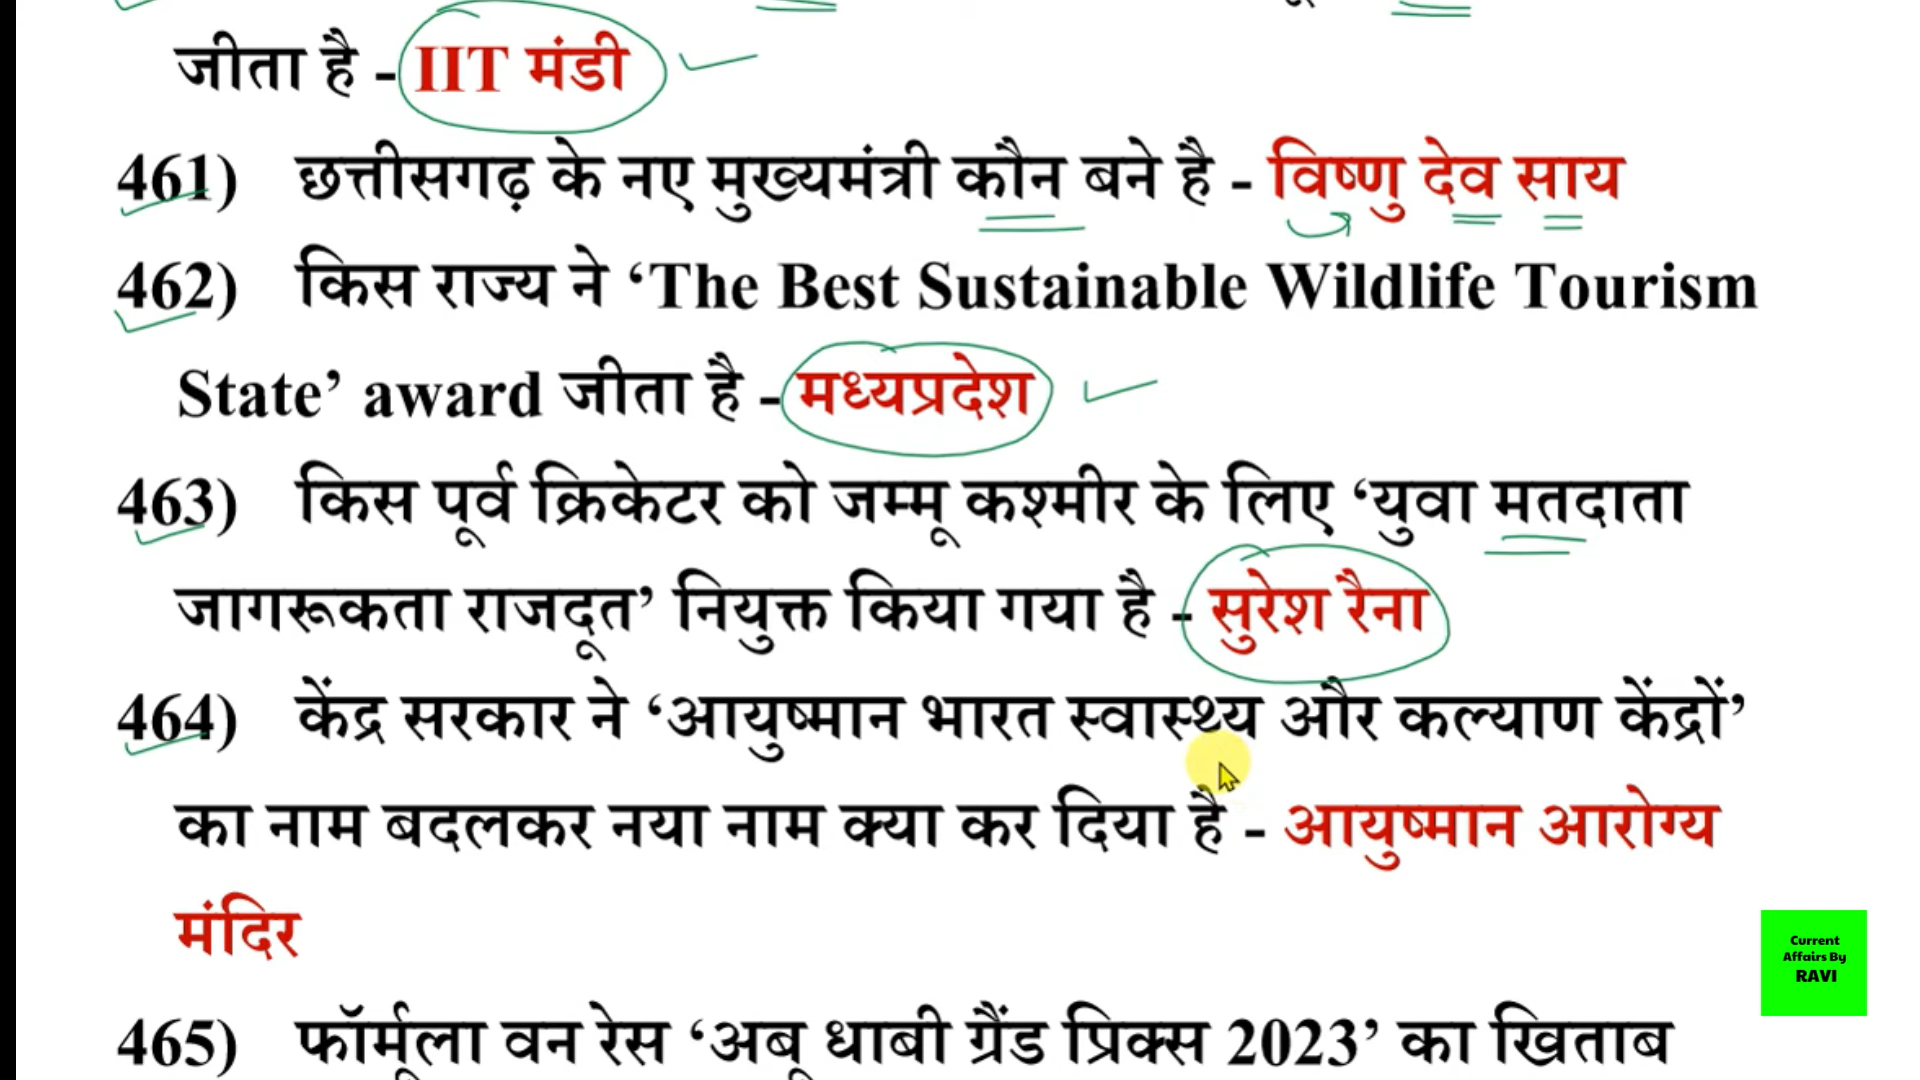 जीता है - IIT मंडी
461) छत्तीसगढ़ के नए मुख्यमंत्री कौन बने है - विष्णु देव साय
462) किस राज्य ने ‘The Best Sustainable Wildlife Tourism
State’ award जीता है - मध्यप्रदेश
463) किस पूर्व क्रिकेटर को जम्मू कश्मीर के लिए ‘युवा मतदाता
जागरूकता राजदूत’ नियुक्त किया गया है - सुरेश रैना
464) केंद्र सरकार ने ‘आयुष्मान भारत स्वास्थ्य और कल्याण केंद्रों’
का नाम बदलकर नया नाम क्या कर दिया है - आयुष्मान आरोग्य
मंदिर
465) फॉर्मूला वन रेस ‘अबू धाबी ग्रैंड प्रिक्स 2023’ का खिताब
Current
Affairs By
RAVI